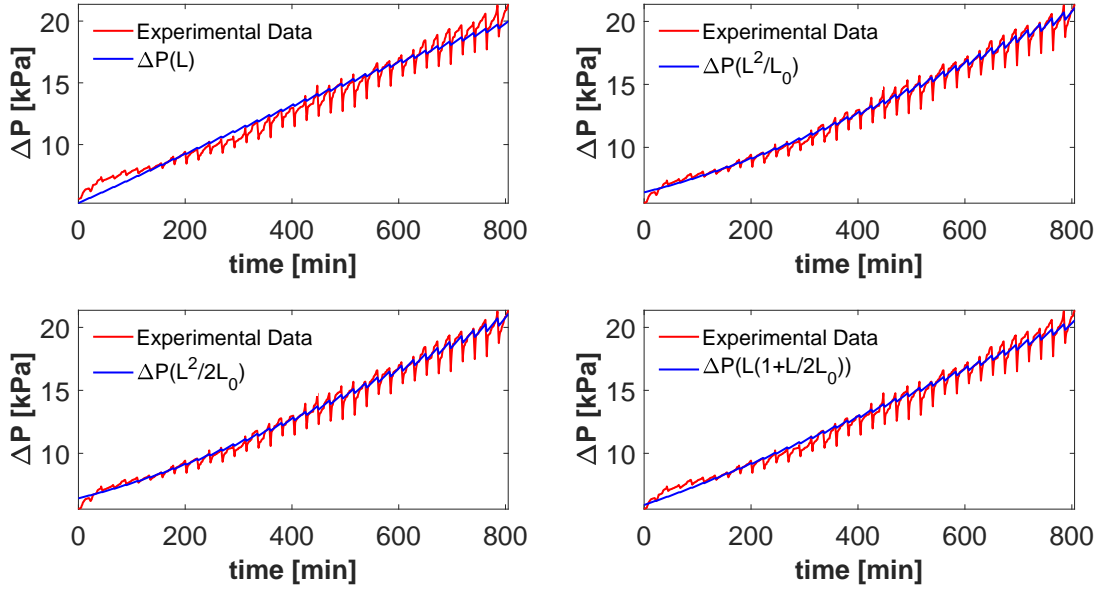 20
15
10
ΔP [kPa]
Experimental Data
ΔP(L)
0
200
400
600
800
time [min]
20
15
10
ΔP [kPa]
Experimental Data
ΔP(L²/L₀)
0
200
400
600
800
time [min]
20
15
10
ΔP [kPa]
Experimental Data
ΔP(L²/2L₀)
0
200
400
600
800
time [min]
20
15
10
ΔP [kPa]
Experimental Data
ΔP(L(1+L/2L₀))
0
200
400
600
800
time [min]